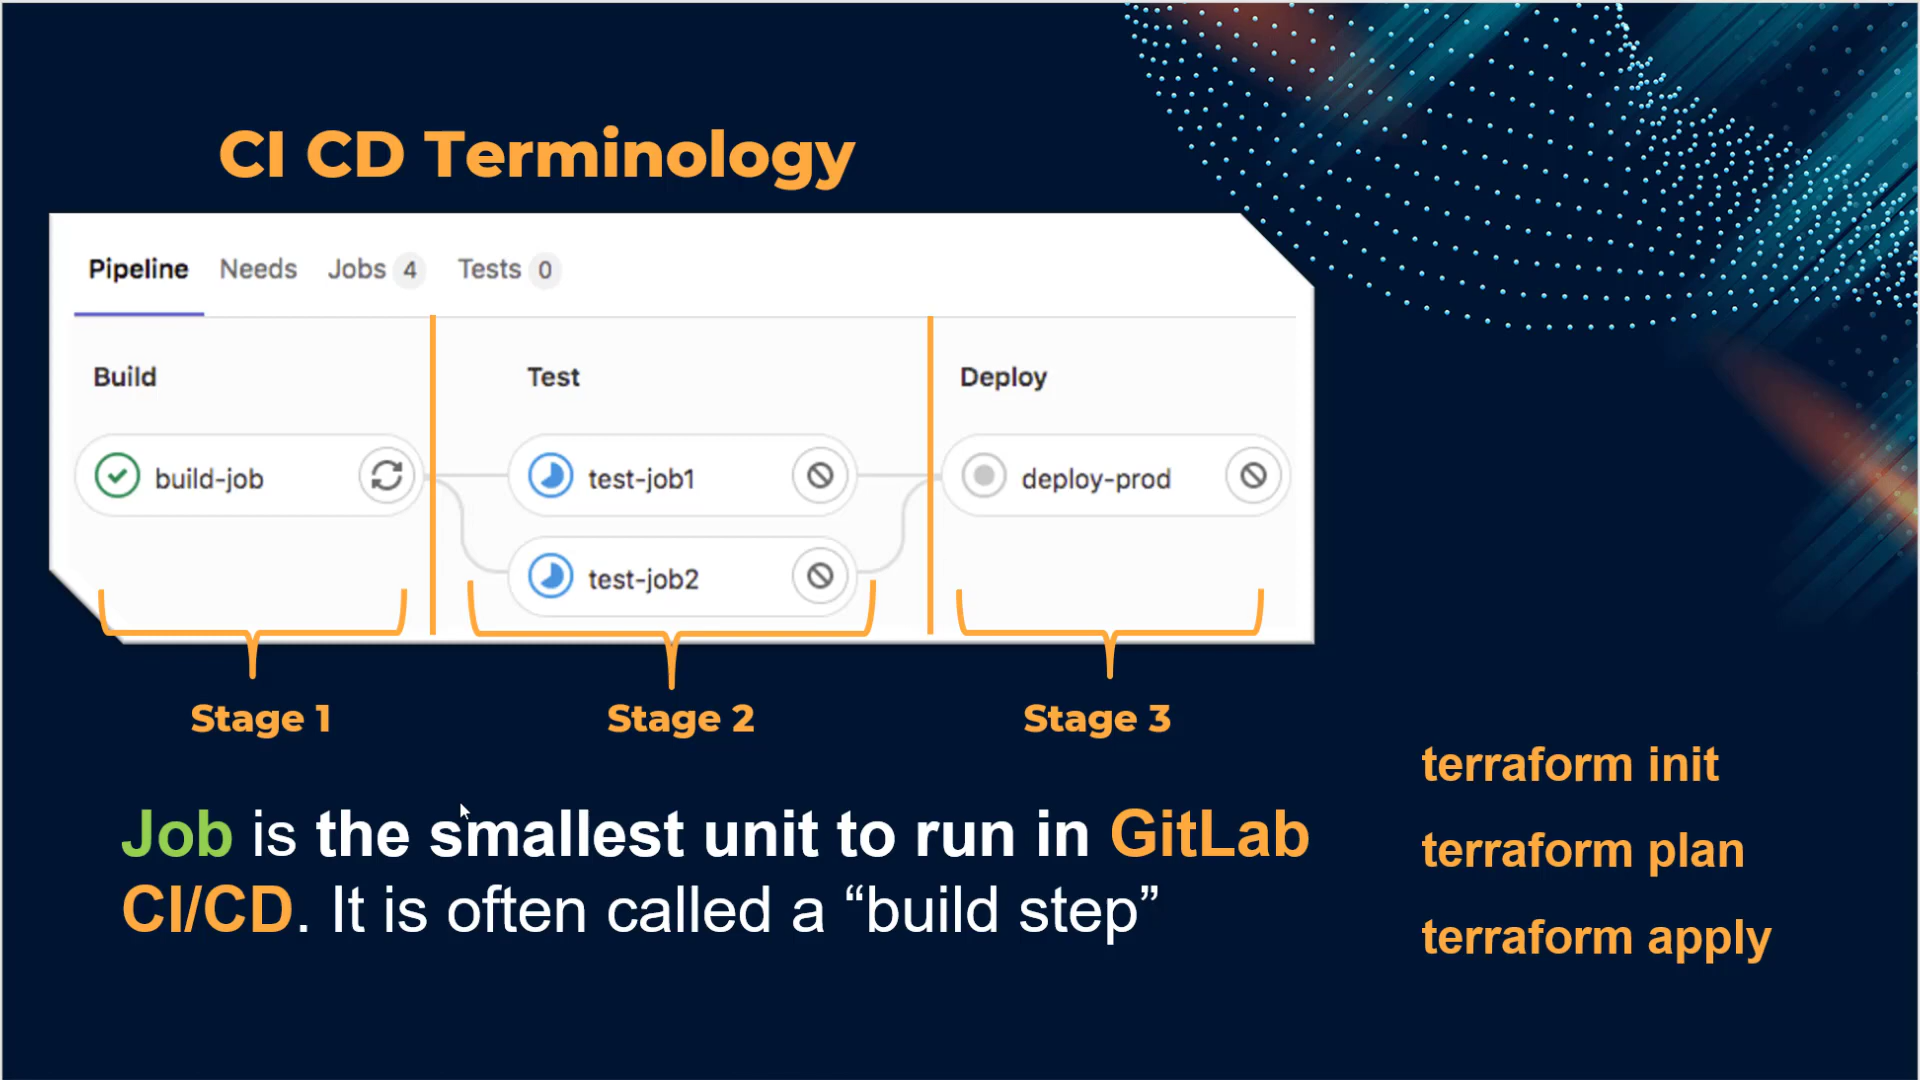 CI CD Terminology
Pipeline Needs Jobs 4 Tests 0
Build Test Deploy
build-job test-job1 deploy-prod
test-job2
Stage 1 Stage 2 Stage 3
Job is the smallest unit to run in GitLab
CI/CD. It is often called a “build step”
terraform init
terraform plan
terraform apply